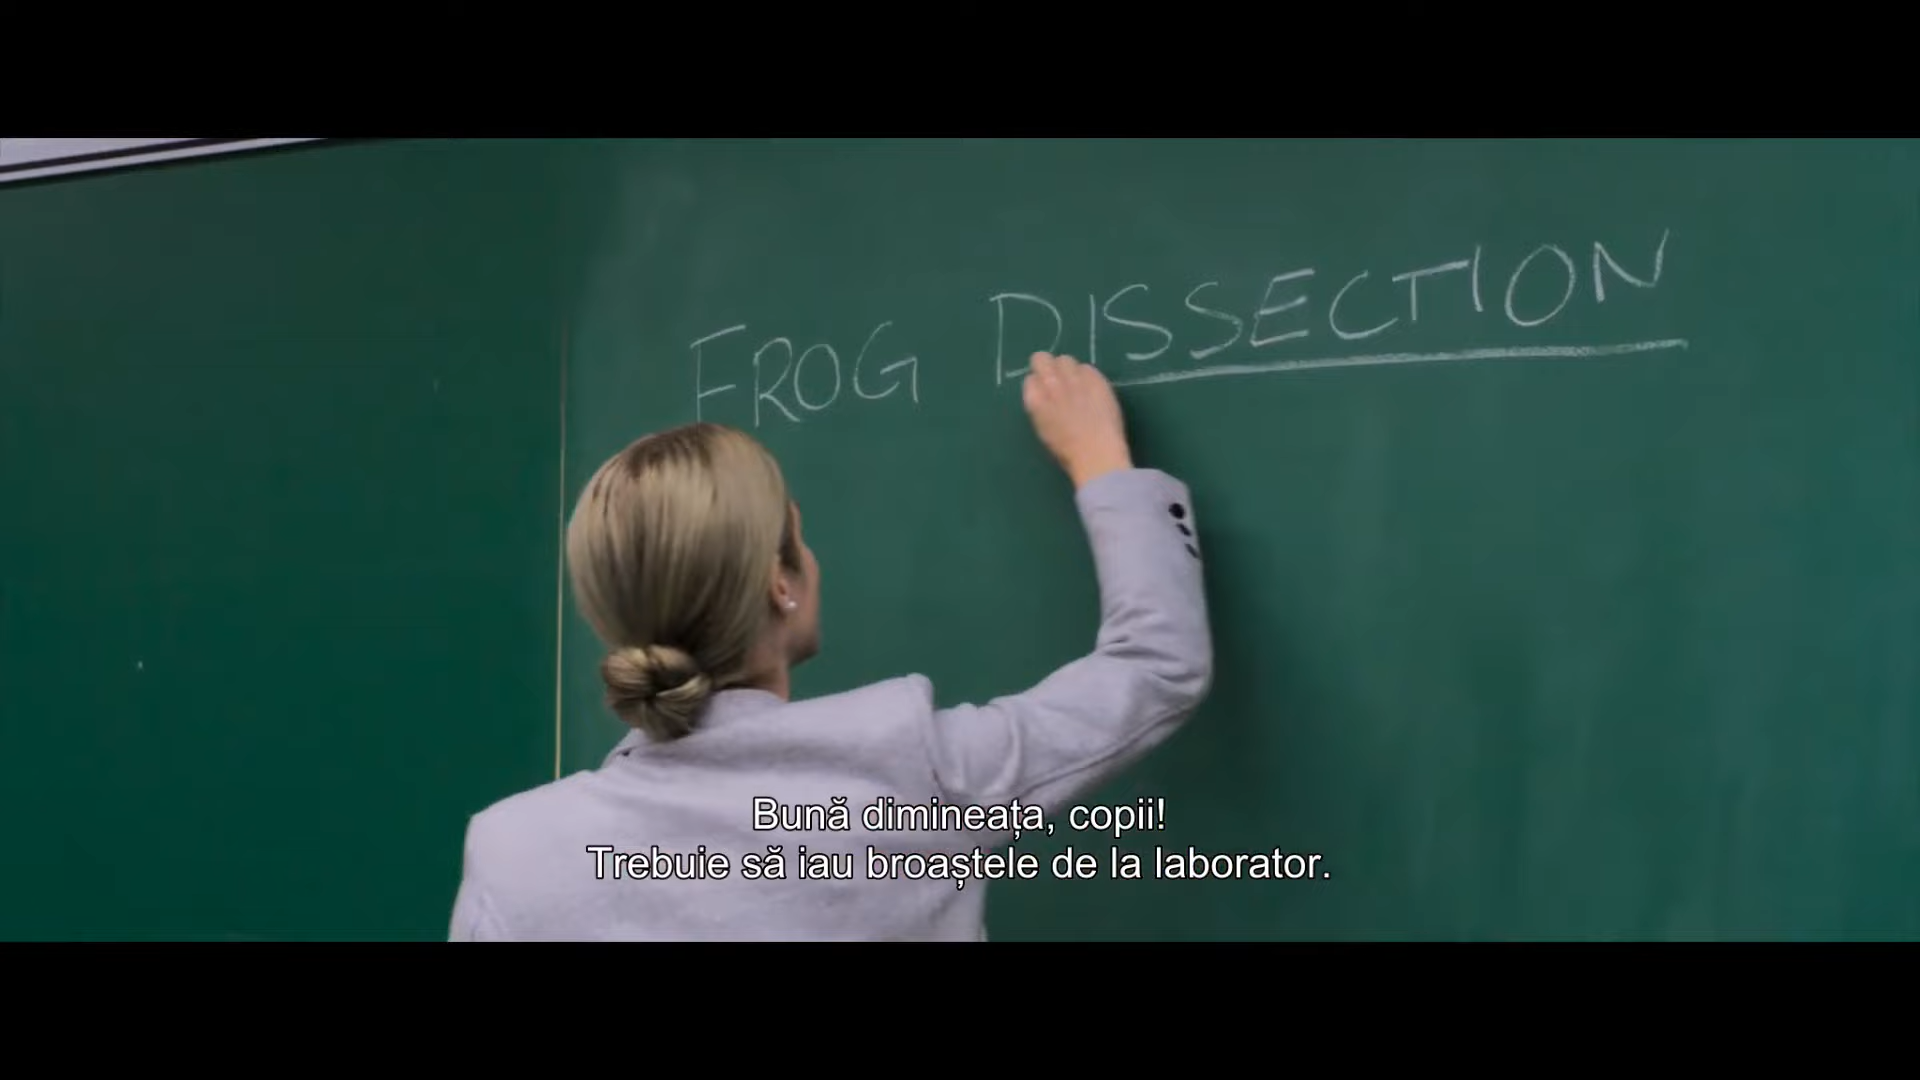 FROG DISSECTION
Bună dimineața, copii!
Trebuie să iau broaștele de la laborator.